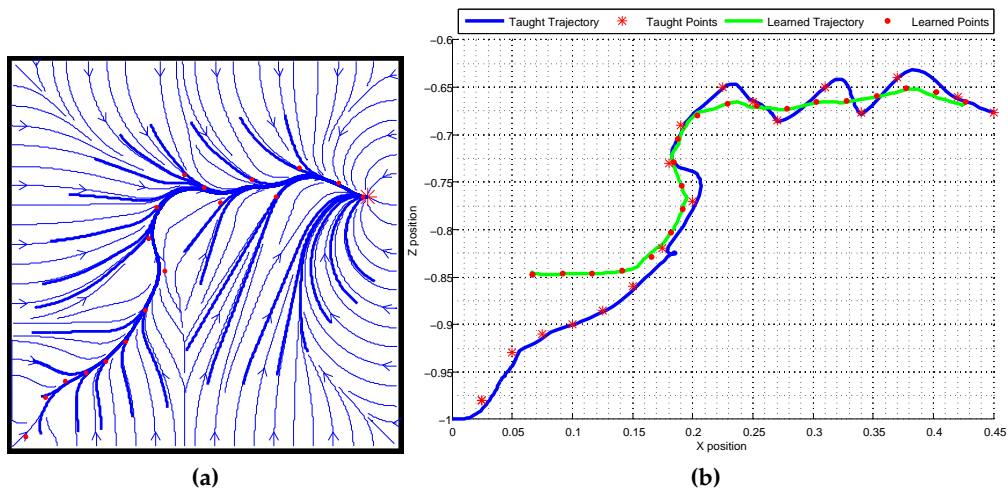 Taught Trajectory Taught Points Learned Trajectory Learned Points
−0.6
−0.65
−0.7
−0.75
−0.8
−0.85
−0.9
−0.95
−1
Z position
0 0.05 0.1 0.15 0.2 0.25 0.3 0.35 0.4 0.45
X position
(a)
(b)